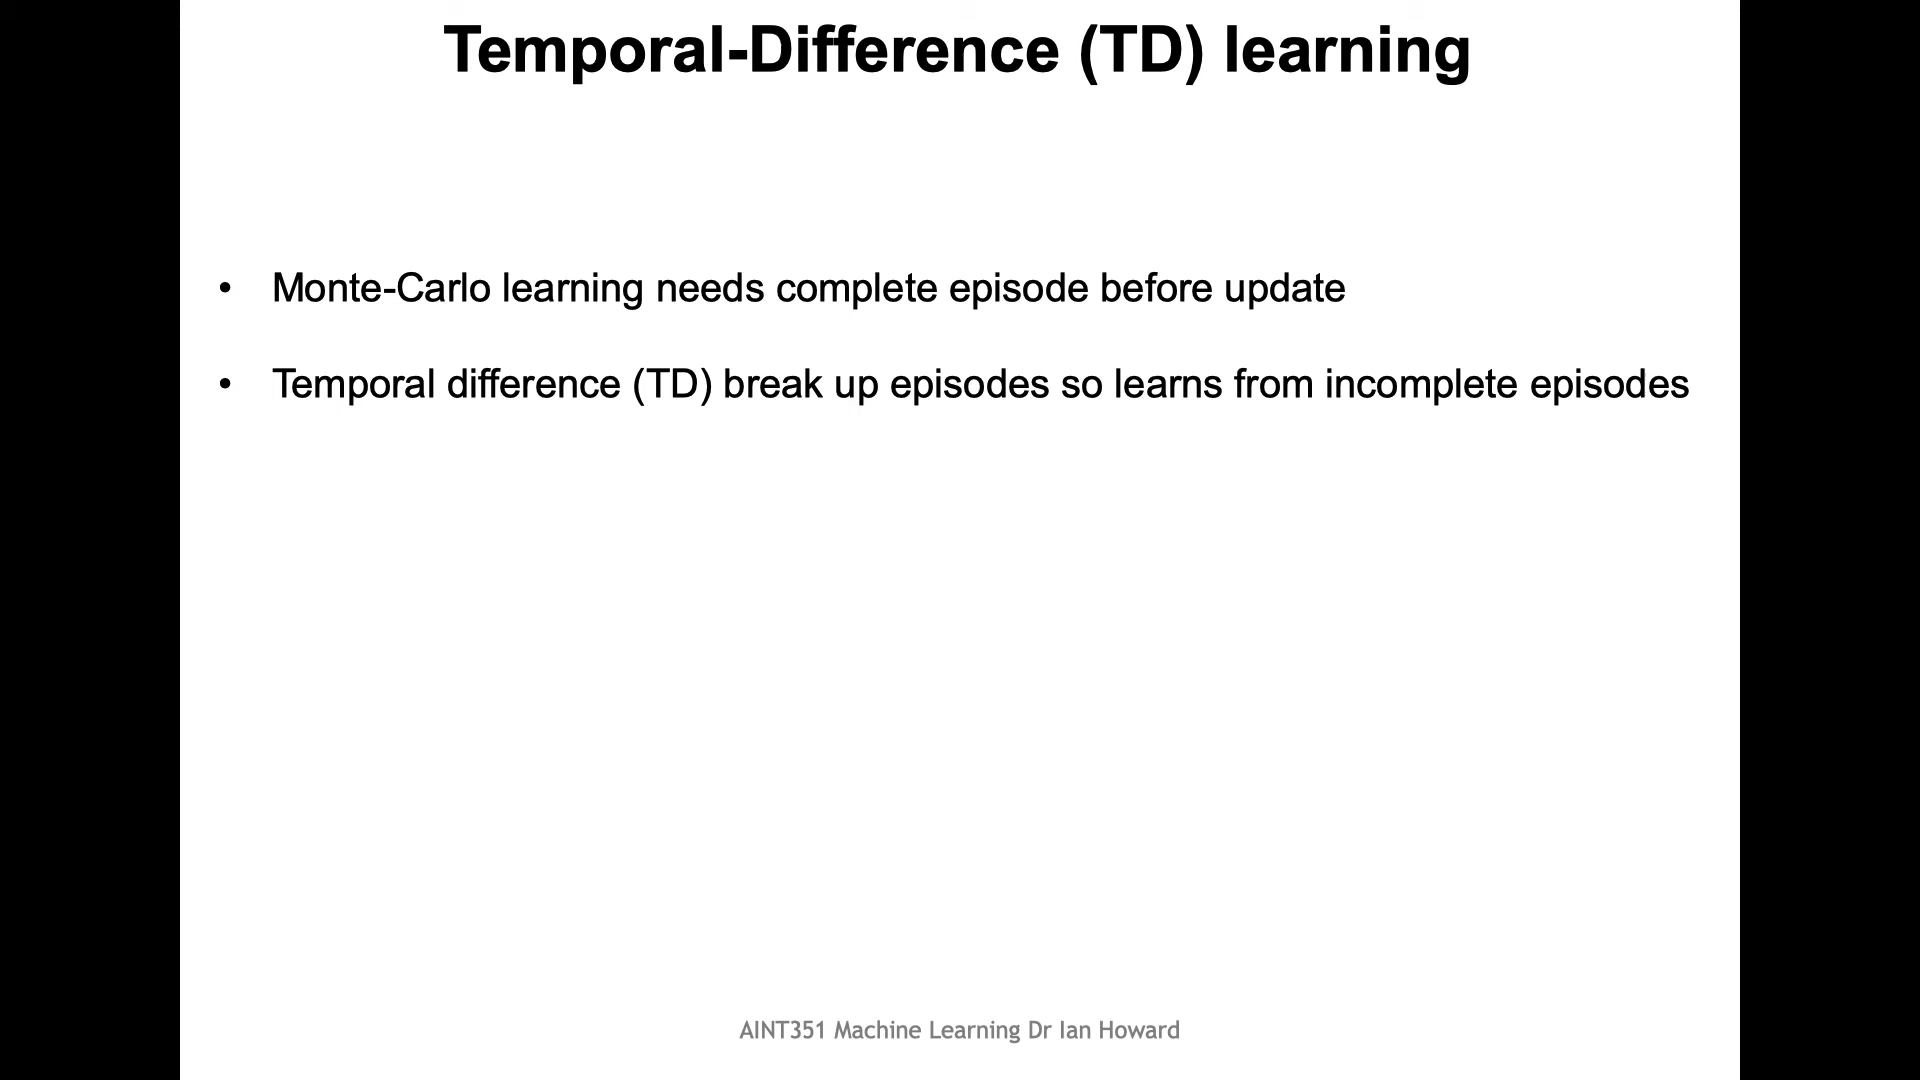 Temporal-Difference (TD) learning
• Monte-Carlo learning needs complete episode before update
• Temporal difference (TD) break up episodes so learns from incomplete episodes
AINT351 Machine Learning Dr Ian Howard